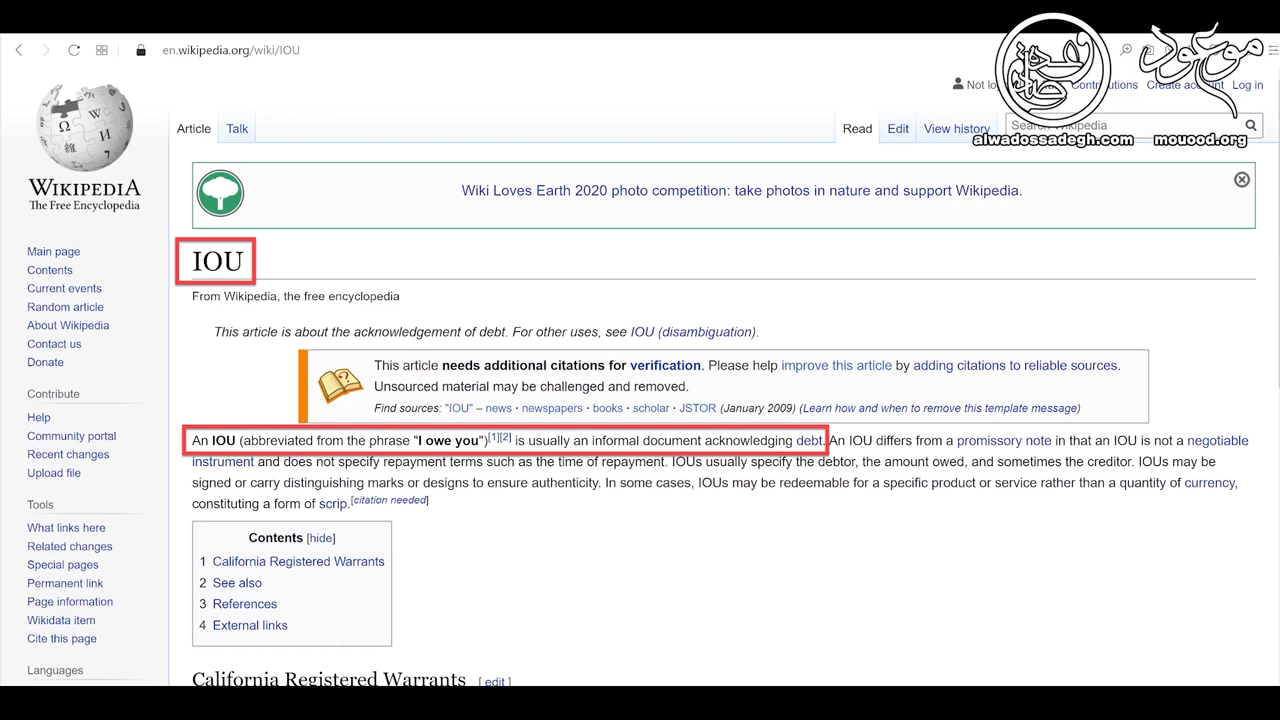 en.wikipedia.org/wiki/IOU
موعود
Create account
Log in
Article
Talk
Read
Edit
View history
Search Wikipedia
alwadossadegh.com
mouood.org
WIKIPEDIA
The Free Encyclopedia
Wiki Loves Earth 2020 photo competition: take photos in nature and support Wikipedia.
Main page
Contents
Current events
Random article
About Wikipedia
Contact us
Donate
Contribute
Help
Community portal
Recent changes
Upload file
Tools
What links here
Related changes
Special pages
Permanent link
Page information
Wikidata item
Cite this page
Languages
IOU
From Wikipedia, the free encyclopedia
This article is about the acknowledgement of debt. For other uses, see IOU (disambiguation).
This article needs additional citations for verification. Please help improve this article by adding citations to reliable sources.
Unsourced material may be challenged and removed.
Find sources: "IOU" – news · newspapers · books · scholar · JSTOR (January 2009) (Learn how and when to remove this template message)
An IOU (abbreviated from the phrase "I owe you")[1][2] is usually an informal document acknowledging debt. An IOU differs from a promissory note in that an IOU is not a negotiable
instrument and does not specify repayment terms such as the time of repayment. IOUs usually specify the debtor, the amount owed, and sometimes the creditor. IOUs may be
signed or carry distinguishing marks or designs to ensure authenticity. In some cases, IOUs may be redeemable for a specific product or service rather than a quantity of currency,
constituting a form of scrip.[citation needed]
Contents [hide]
1 California Registered Warrants
2 See also
3 References
4 External links
California Registered Warrants [ edit ]